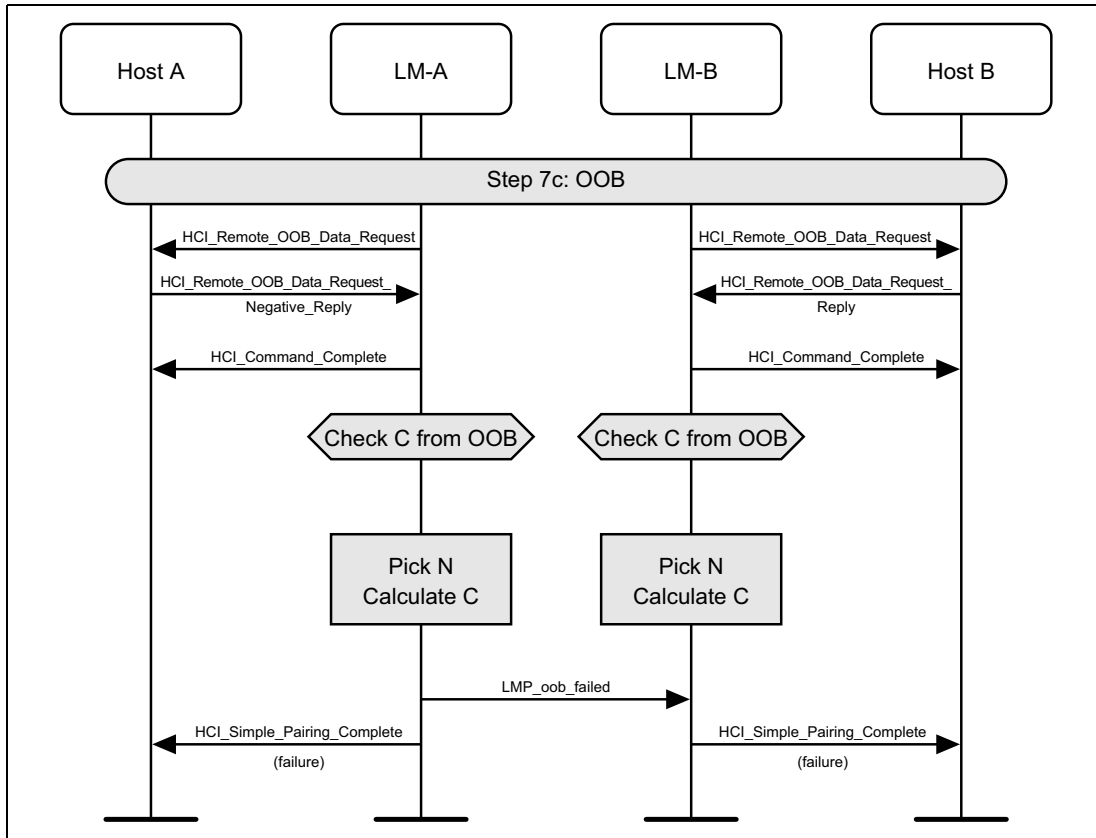 Host A
LM-A
LM-B
Host B
Step 7c: OOB
HCI_Remote_OOB_Data_Request
HCI_Remote_OOB_Data_Request
HCI_Remote_OOB_Data_Request_
Negative_Reply
HCI_Remote_OOB_Data_Request_
Reply
HCI_Command_Complete
HCI_Command_Complete
Check C from OOB
Check C from OOB
Pick N
Calculate C
Pick N
Calculate C
LMP_oob_failed
HCI_Simple_Pairing_Complete
(failure)
HCI_Simple_Pairing_Complete
(failure)